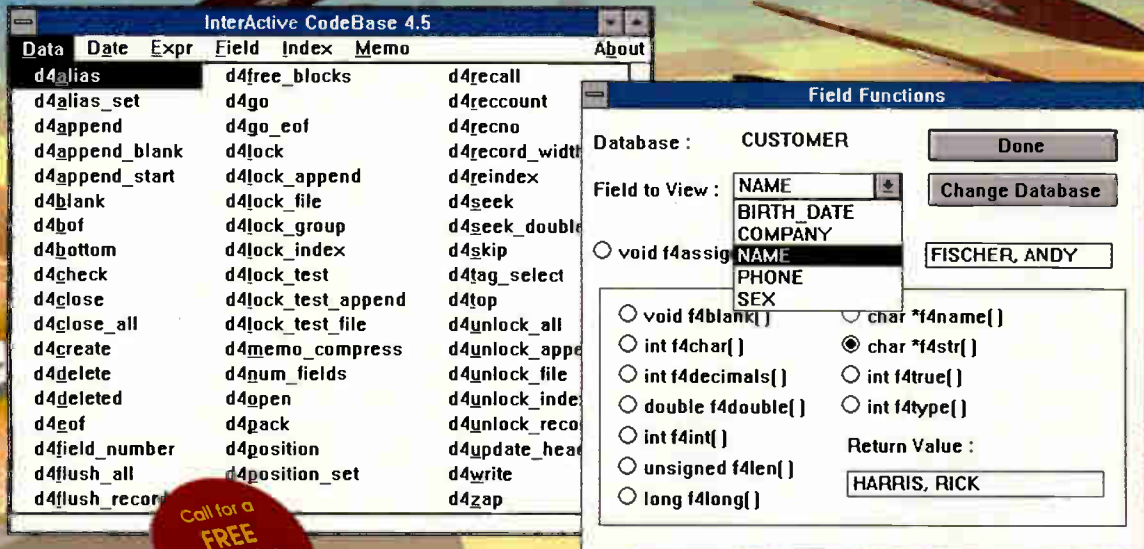 InterActive CodeBase 4.5
Data Date Expr Field Index Memo About
d4alias
d4alias_set
d4append
d4append_blank
d4append_start
d4blank
d4bof
d4bottom
d4check
d4close
d4close_all
d4create
d4delete
d4deleted
d4eof
d4field_number
d4flush_all
d4flush_record
d4free_blocks
d4go
d4go_eof
d4lock
d4lock_append
d4lock_file
d4lock_group
d4lock_index
d4lock_test
d4lock_test_append
d4lock_test_file
d4memo_compress
d4num_fields
d4open
d4pack
d4position
d4position_set
d4recall
d4reccount
d4recno
d4record_width
d4reindex
d4seek
d4seek_double
d4skip
d4tag_select
d4top
d4unlock_all
d4unlock_appe
d4unlock_file
d4unlock_inde
d4unlock_reco
d4update_head
d4write
d4zap
Call for a
FREE
Field Functions
Database : CUSTOMER
Done
Field to View : NAME
Change Database
BIRTH_DATE
COMPANY
NAME
PHONE
SEX
void f4assig
FISCHER, ANDY
void f4blank()
int f4char()
int f4decimals()
double f4double()
int f4int()
unsigned f4len()
long f4long()
char *f4name()
char *f4str()
int f4true()
int f4type()
Return Value :
HARRIS, RICK